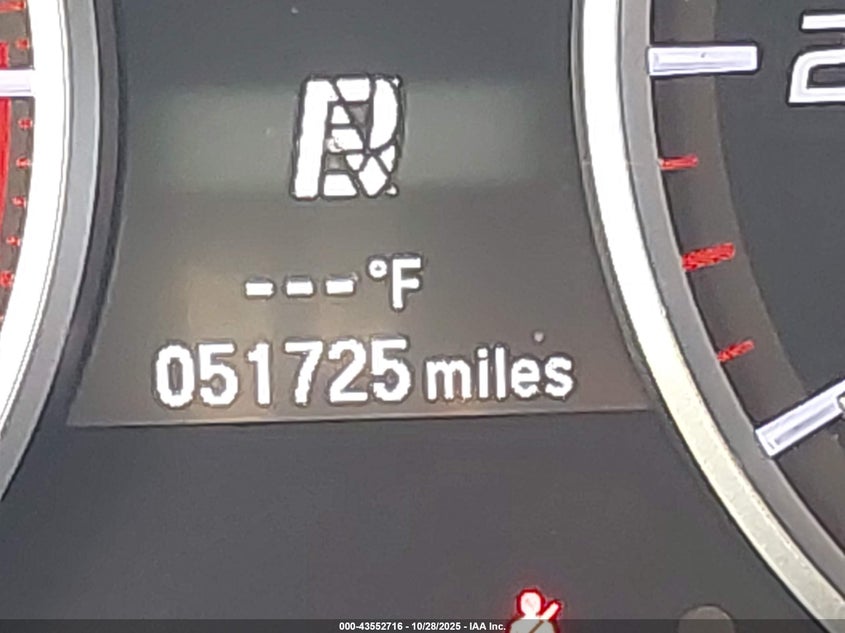 ---°F
051725 miles
000-43552716 - 10/28/2025 - IAA Inc.